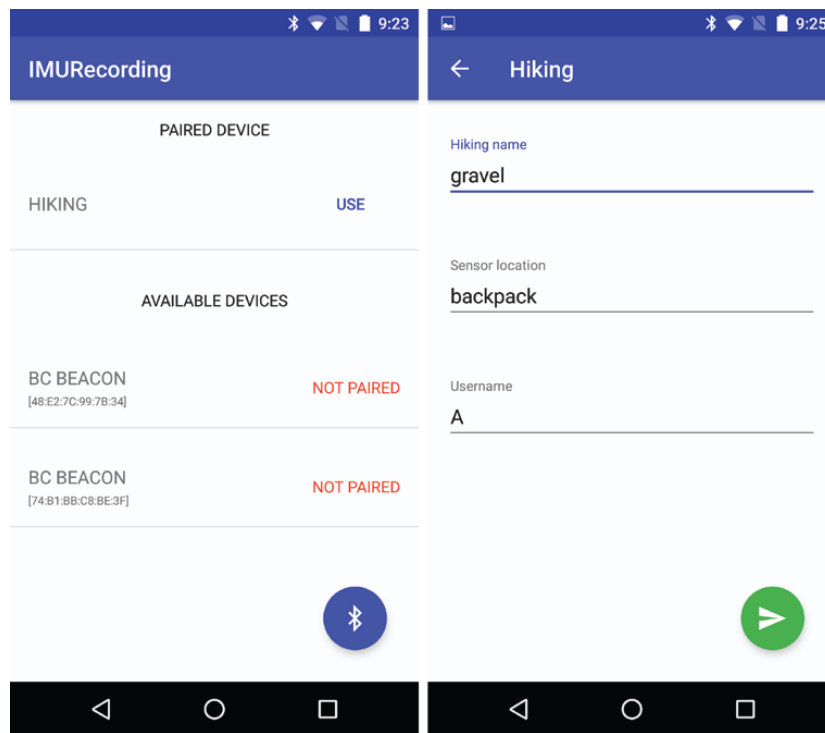 9:23
IMURecording
PAIRED DEVICE
HIKING
USE
AVAILABLE DEVICES
BC BEACON
[48:E2:7C:99:7B:34]
NOT PAIRED
BC BEACON
[74:B1:BB:C8:BE:3F]
NOT PAIRED
9:25
Hiking
Hiking name
gravel
Sensor location
backpack
Username
A